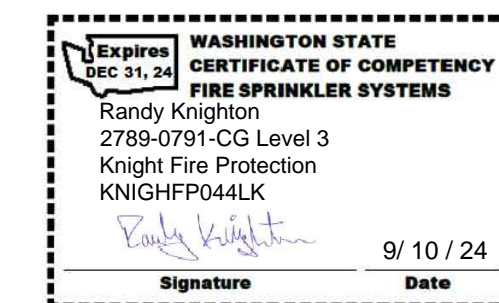 Expires
DEC 31, 24
WASHINGTON STATE
CERTIFICATE OF COMPETENCY
FIRE SPRINKLER SYSTEMS
Randy Knighton
2789-0791-CG Level 3
Knight Fire Protection
KNIGHFP044LK
Randy Knighton
9/ 10 / 24
Signature
Date